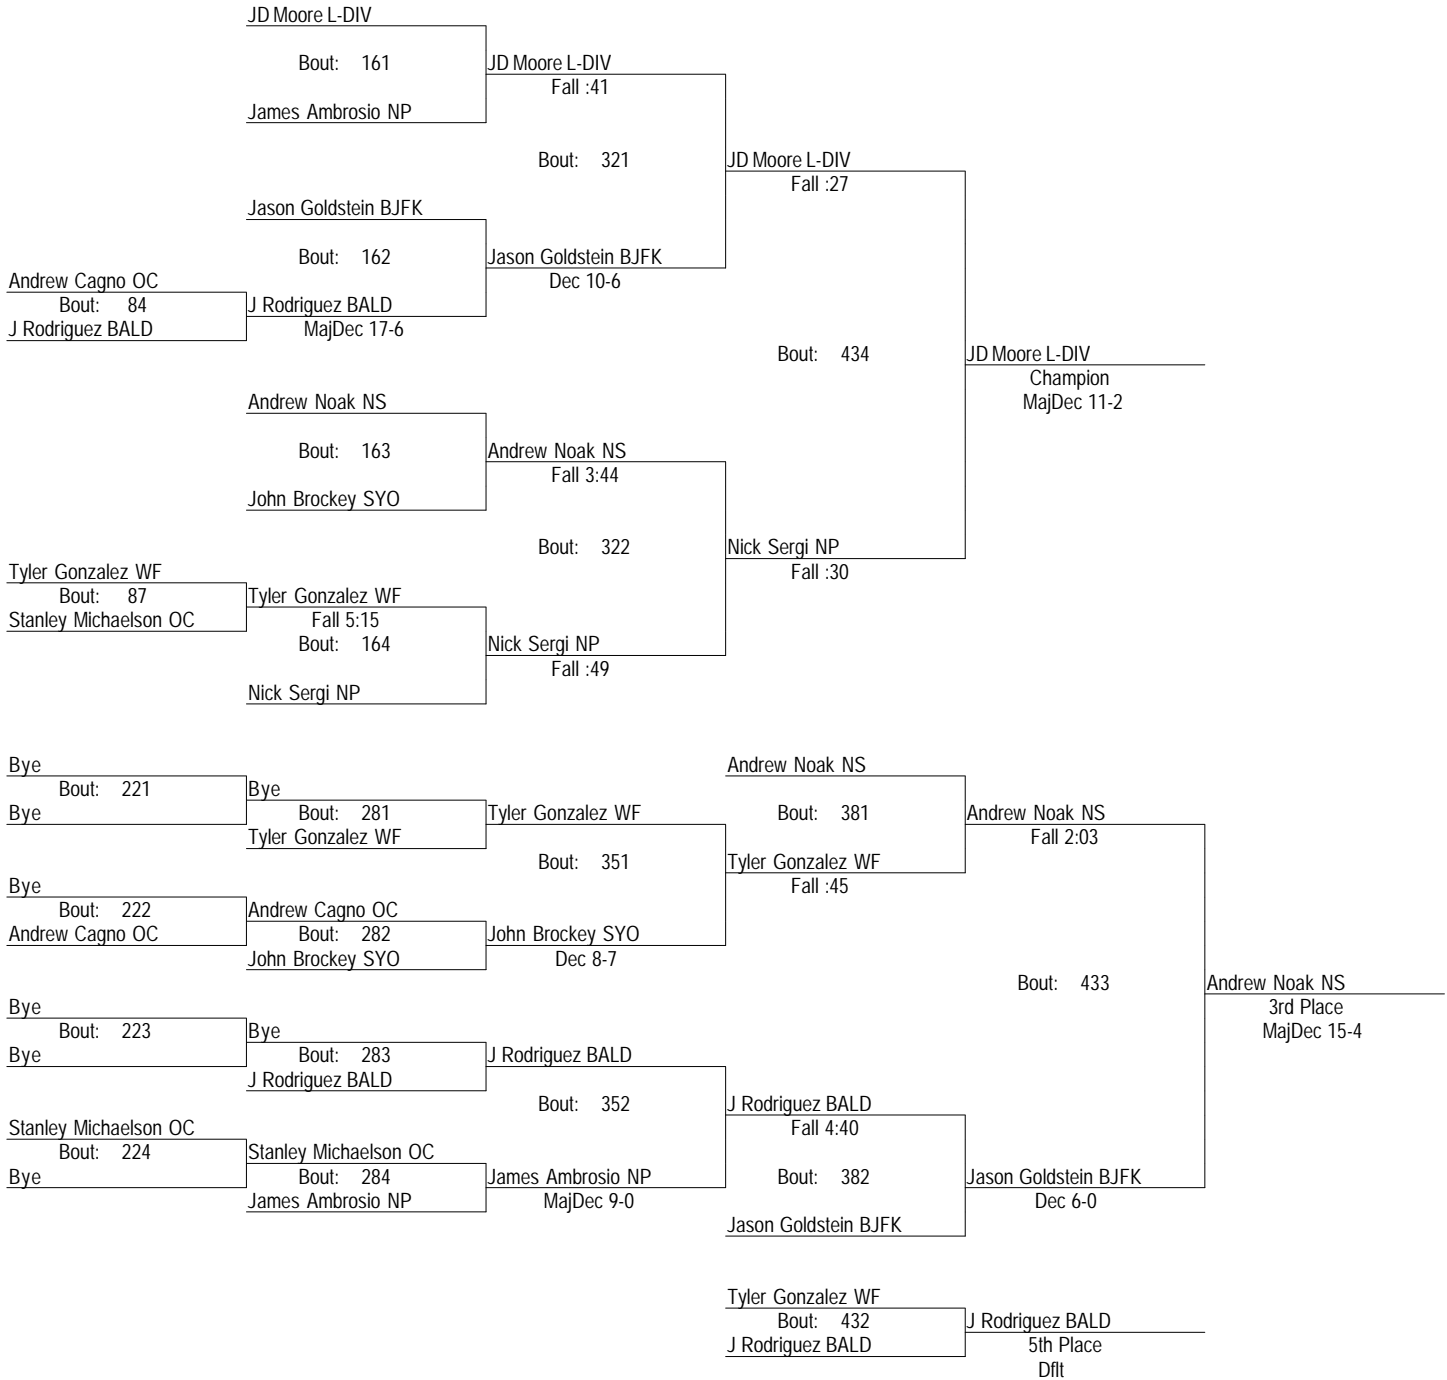 JD Moore L-DIV
Bout: 161
JD Moore L-DIV
Fall :41
James Ambrosio NP
Bout: 321
JD Moore L-DIV
Fall :27
Jason Goldstein BJFK
Bout: 162
Jason Goldstein BJFK
Dec 10-6
Andrew Cagno OC
Bout: 84
J Rodriguez BALD
J Rodriguez BALD
MajDec 17-6
Bout: 434
JD Moore L-DIV
Champion
MajDec 11-2
Andrew Noak NS
Bout: 163
Andrew Noak NS
Fall 3:44
John Brockey SYO
Bout: 322
Nick Sergi NP
Fall :30
Tyler Gonzalez WF
Bout: 87
Stanley Michaelson OC
Tyler Gonzalez WF
Fall 5:15
Bout: 164
Nick Sergi NP
Fall :49
Nick Sergi NP
Bye
Bout: 221
Bye
Bye
Bout: 281
Tyler Gonzalez WF
Tyler Gonzalez WF
Bout: 351
Andrew Noak NS
Bout: 381
Tyler Gonzalez WF
Fall :45
Andrew Noak NS
Fall 2:03
Bye
Bout: 222
Andrew Cagno OC
Andrew Cagno OC
Bout: 282
John Brockey SYO
John Brockey SYO
Dec 8-7
Bout: 433
Andrew Noak NS
3rd Place
MajDec 15-4
Bye
Bout: 223
Bye
Bye
Bout: 283
J Rodriguez BALD
J Rodriguez BALD
Bout: 352
J Rodriguez BALD
Fall 4:40
Stanley Michaelson OC
Bout: 224
Bye
Stanley Michaelson OC
Bout: 284
James Ambrosio NP
James Ambrosio NP
MajDec 9-0
Bout: 382
Jason Goldstein BJFK
Jason Goldstein BJFK
Dec 6-0
Tyler Gonzalez WF
Bout: 432
J Rodriguez BALD
J Rodriguez BALD
5th Place
Dflt